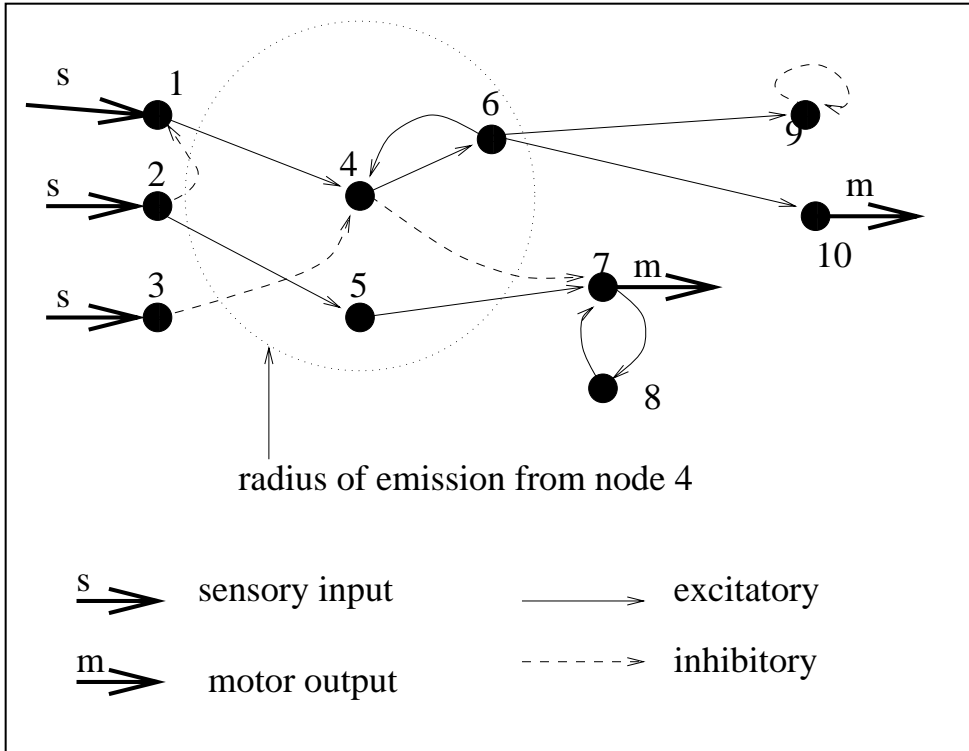 s
1
6
9
4
2
s
m
10
7
m
s
3
5
8
radius of emission from node 4
s
sensory input
excitatory
m
motor output
inhibitory